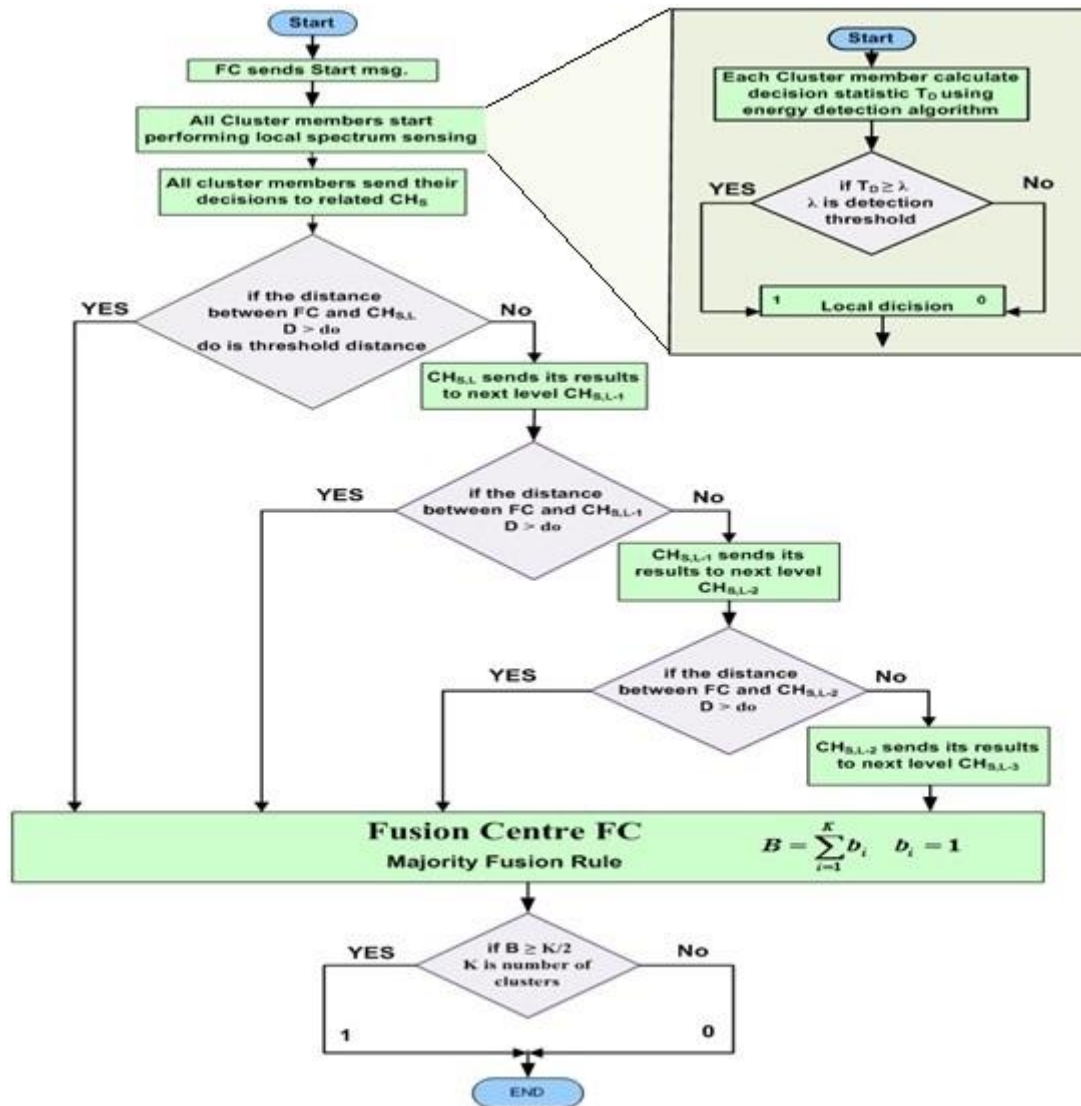 Start
FC sends Start msg.
All Cluster members start
performing local spectrum sensing
All cluster members send their
decisions to related CHS
YES
if the distance
between FC and CHS,L
D > do
do is threshold distance
No
CHS,L sends its results
to next level CHS,L-1
YES
if the distance
between FC and CHS,L-1
D > do
No
CHS,L-1 sends its
results to next level
CHS,L-2
YES
if the distance
between FC and CHS,L-2
D > do
No
CHS,L-2 sends its results
to next level CHS,L-3
Fusion Centre FC
Majority Fusion Rule
B = ∑_{i=1}^{K} b_i   b_i = 1
YES
if B ≥ K/2
K is number of
clusters
No
1
0
END
Start
Each Cluster member calculate
decision statistic TD using
energy detection algorithm
YES
if TD ≥ λ
λ is detection
threshold
No
1
Local dicision
0